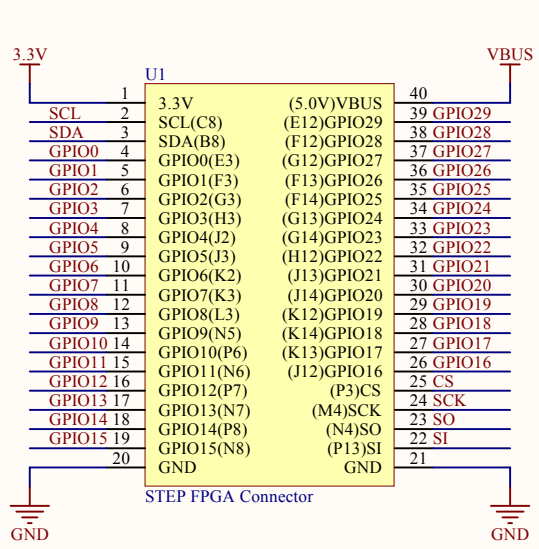 3.3V VBUS
U1
1 3.3V (5.0V)VBUS 40
SCL 2 SCL(C8) (E12)GPIO29 39 GPIO29
SDA 3 SDA(B8) (F12)GPIO28 38 GPIO28
GPIO0 4 GPIO0(E3) (G12)GPIO27 37 GPIO27
GPIO1 5 GPIO1(F3) (F13)GPIO26 36 GPIO26
GPIO2 6 GPIO2(G3) (F14)GPIO25 35 GPIO25
GPIO3 7 GPIO3(H3) (G13)GPIO24 34 GPIO24
GPIO4 8 GPIO4(J2) (G14)GPIO23 33 GPIO23
GPIO5 9 GPIO5(J3) (H12)GPIO22 32 GPIO22
GPIO6 10 GPIO6(K2) (J13)GPIO21 31 GPIO21
GPIO7 11 GPIO7(K3) (J14)GPIO20 30 GPIO20
GPIO8 12 GPIO8(L3) (K12)GPIO19 29 GPIO19
GPIO9 13 GPIO9(N5) (K14)GPIO18 28 GPIO18
GPIO10 14 GPIO10(P6) (K13)GPIO17 27 GPIO17
GPIO11 15 GPIO11(N6) (J12)GPIO16 26 GPIO16
GPIO12 16 GPIO12(P7) (P3)CS 25 CS
GPIO13 17 GPIO13(N7) (M4)SCK 24 SCK
GPIO14 18 GPIO14(P8) (N4)SO 23 SO
GPIO15 19 GPIO15(N8) (P13)SI 22 SI
20 GND GND 21
STEP FPGA Connector
GND GND